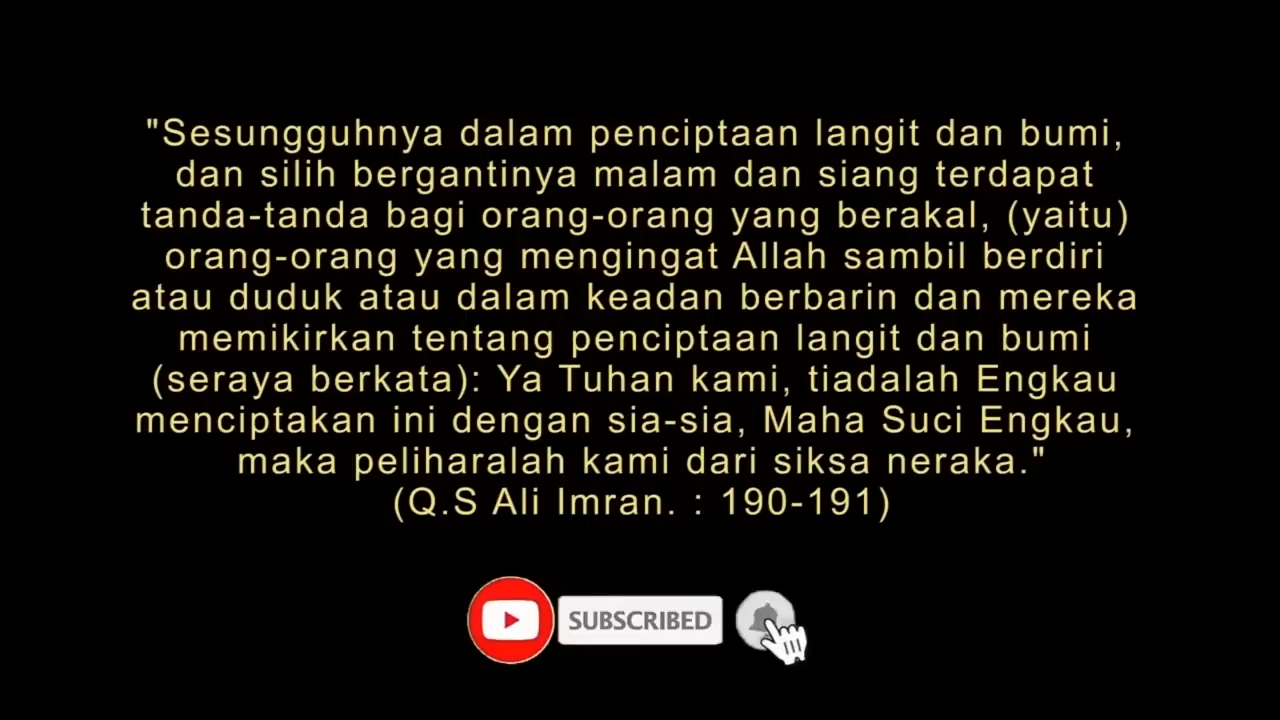 "Sesungguhnya dalam penciptaan langit dan bumi,
dan silih bergantinya malam dan siang terdapat
tanda-tanda bagi orang-orang yang berakal, (yaitu)
orang-orang yang mengingat Allah sambil berdiri
atau duduk atau dalam keadan berbarin dan mereka
memikirkan tentang penciptaan langit dan bumi
(seraya berkata): Ya Tuhan kami, tiadalah Engkau
menciptakan ini dengan sia-sia, Maha Suci Engkau,
maka peliharalah kami dari siksa neraka."
(Q.S Ali Imran. : 190-191)
SUBSCRIBED